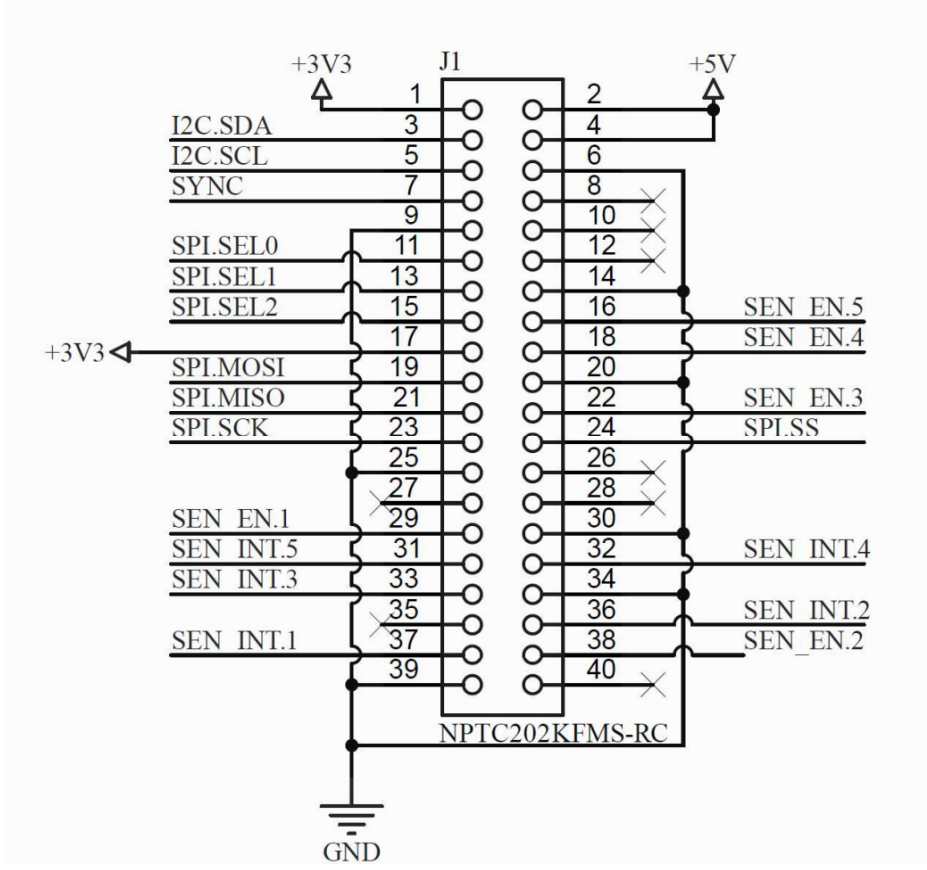 +3V3 J1 +5V
1 2
I2C.SDA 3 4
I2C.SCL 5 6
SYNC 7 8
9 10
SPI.SEL0 11 12
SPI.SEL1 13 14
SPI.SEL2 15 16 SEN_EN.5
+3V3 17 18 SEN_EN.4
SPI.MOSI 19 20
SPI.MISO 21 22 SEN_EN.3
SPI.SCK 23 24 SPI.SS
25 26
27 28
SEN_EN.1 29 30
SEN_INT.5 31 32 SEN_INT.4
SEN_INT.3 33 34
35 36 SEN_INT.2
SEN_INT.1 37 38 SEN_EN.2
39 40
NPTC202KFMS-RC
GND